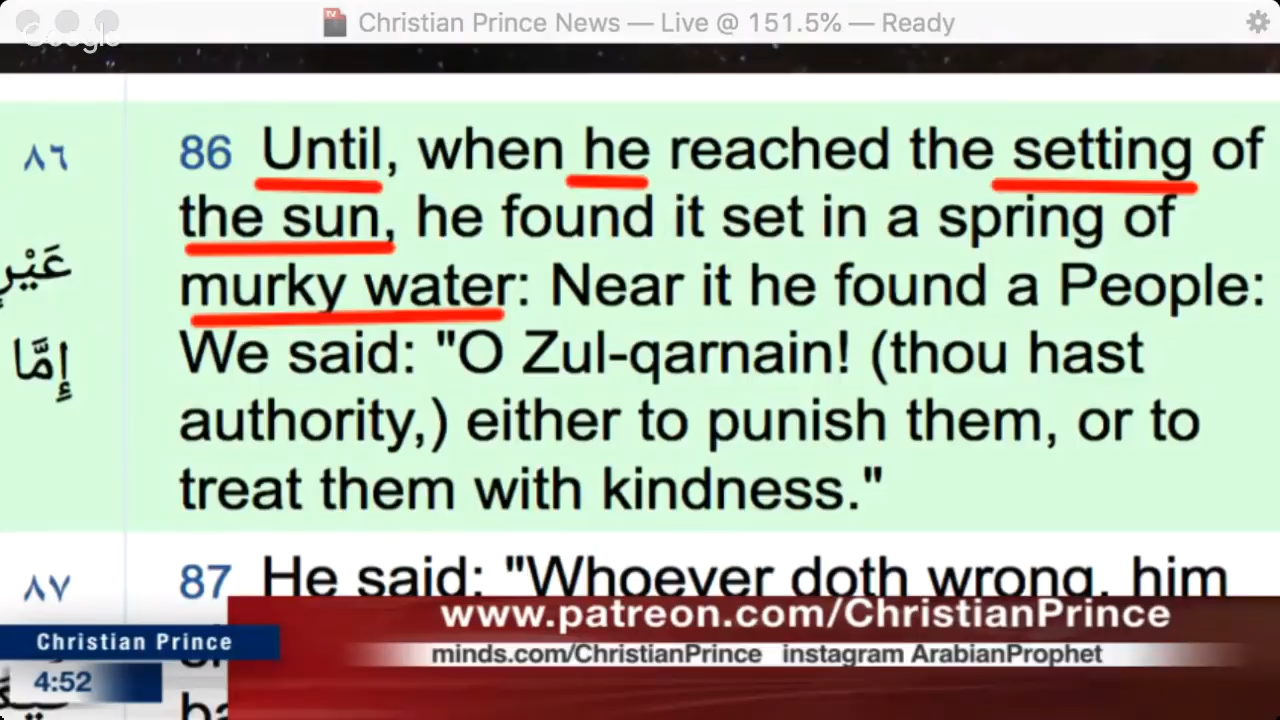 Christian Prince News — Live @ 151.5% — Ready
Google
٨٦
86 Until, when he reached the setting of
the sun, he found it set in a spring of
murky water: Near it he found a People:
We said: "O Zul-qarnain! (thou hast
authority,) either to punish them, or to
treat them with kindness."
إِمَّا
٨٧
87 He said: "Whoever doth wrong, him
www.patreon.com/ChristianPrince
Christian Prince
minds.com/ChristianPrince instagram ArabianProphet
4:52